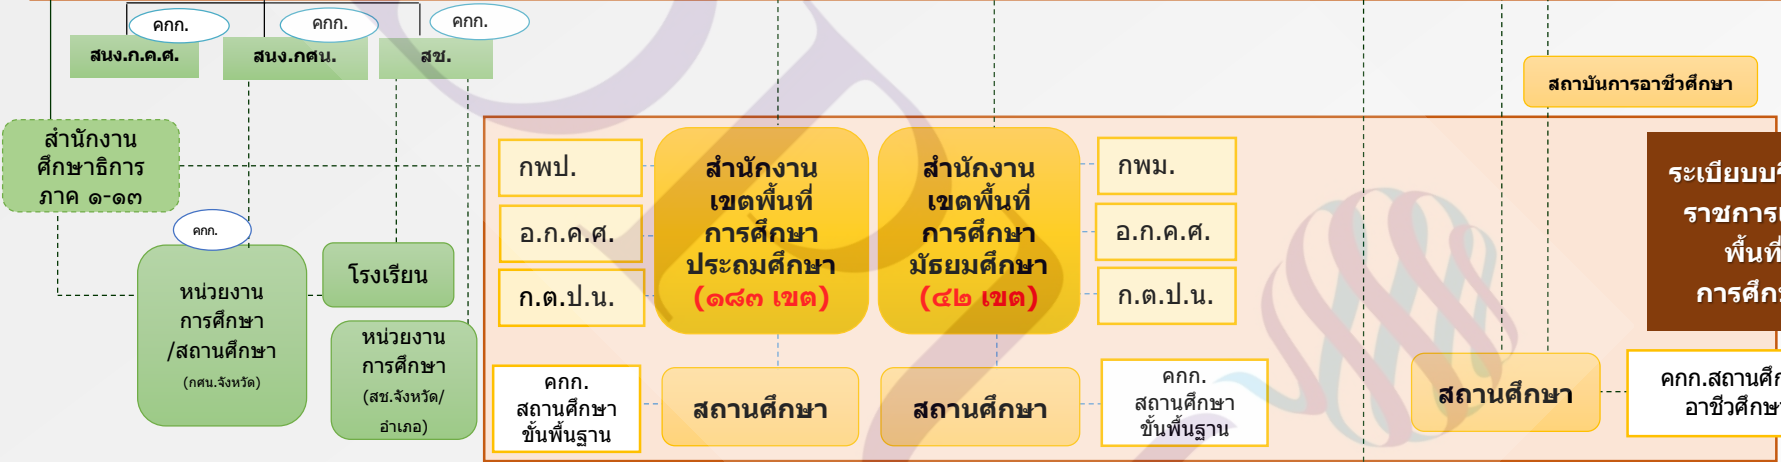 คกก.
คกก.
คกก.
สนง.ก.ค.ศ.
สนง.กศน.
สช.
สถาบันการอาชีวศึกษา
สำนักงาน
ศึกษาธิการ
ภาค ๑-๑๓
คกก.
หน่วยงาน
การศึกษา
/สถานศึกษา
(กศน.จังหวัด)
โรงเรียน
หน่วยงาน
การศึกษา
(สช.จังหวัด/
อำเภอ)
กพป.
อ.ก.ค.ศ.
ก.ต.ป.น.
สำนักงาน
เขตพื้นที่
การศึกษา
ประถมศึกษา
(๑๘๓ เขต)
สำนักงาน
เขตพื้นที่
การศึกษา
มัธยมศึกษา
(๔๒ เขต)
กพม.
อ.ก.ค.ศ.
ก.ต.ป.น.
คกก.
สถานศึกษา
ขั้นพื้นฐาน
สถานศึกษา
สถานศึกษา
คกก.
สถานศึกษา
ขั้นพื้นฐาน
พื้นที่
สถานศึกษา